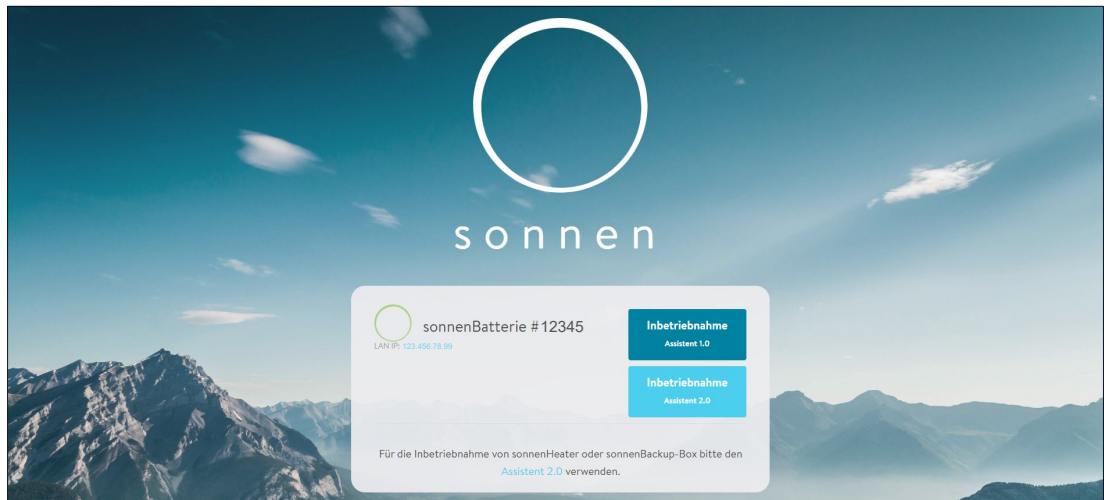 sonnen
sonnenBatterie #12345
LAN IP: 123.456.78.99
Inbetriebnahme
Assistent 1.0
Inbetriebnahme
Assistent 2.0
Für die Inbetriebnahme von sonnenHeater oder sonnenBackup-Box bitte den
Assistent 2.0 verwenden.